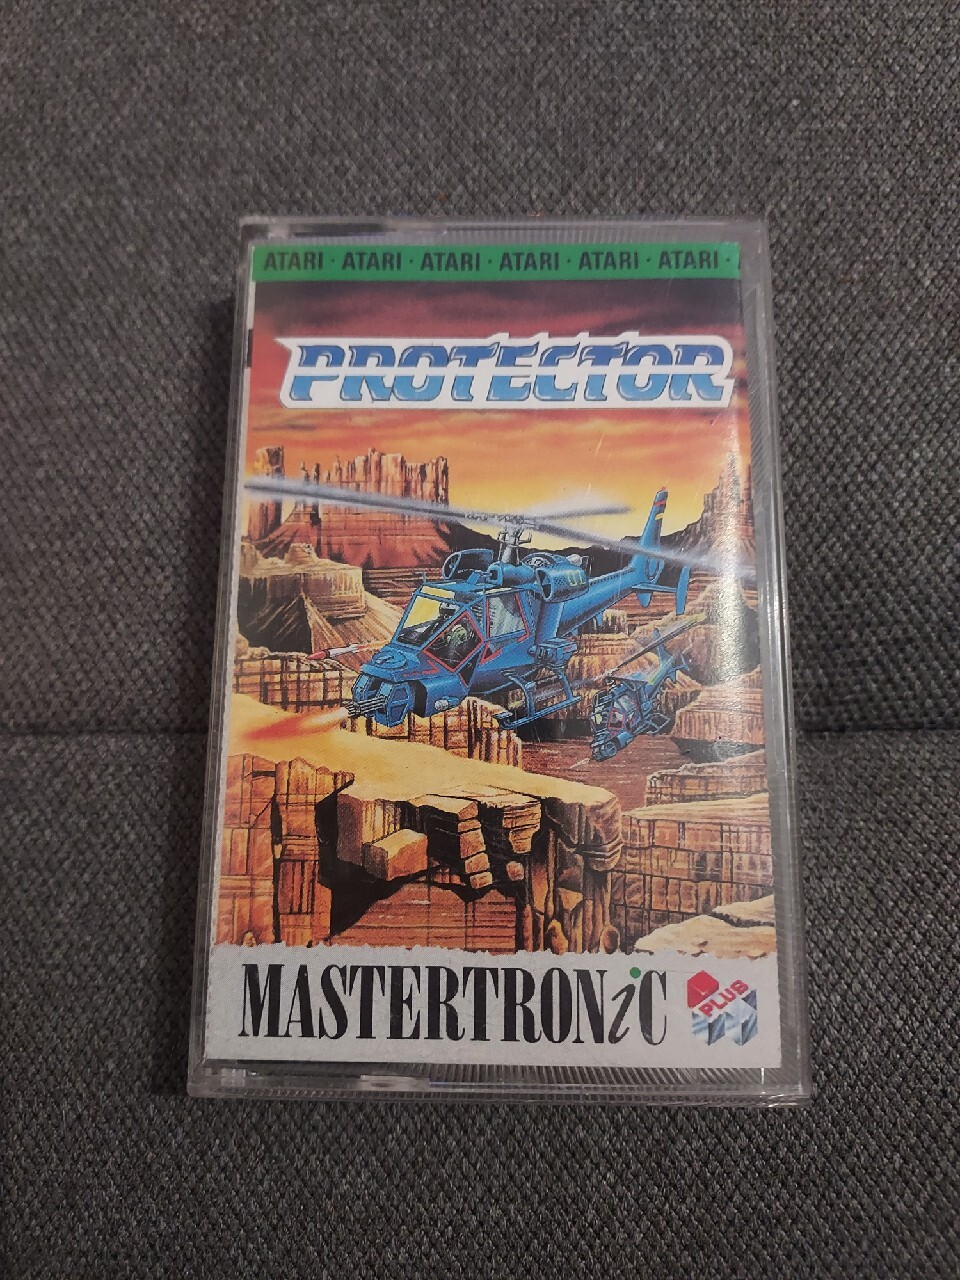 ATARI · ATARI · ATARI · ATARI · ATARI · ATARI ·
PROTECTOR
MASTERTRONiC
PLUS